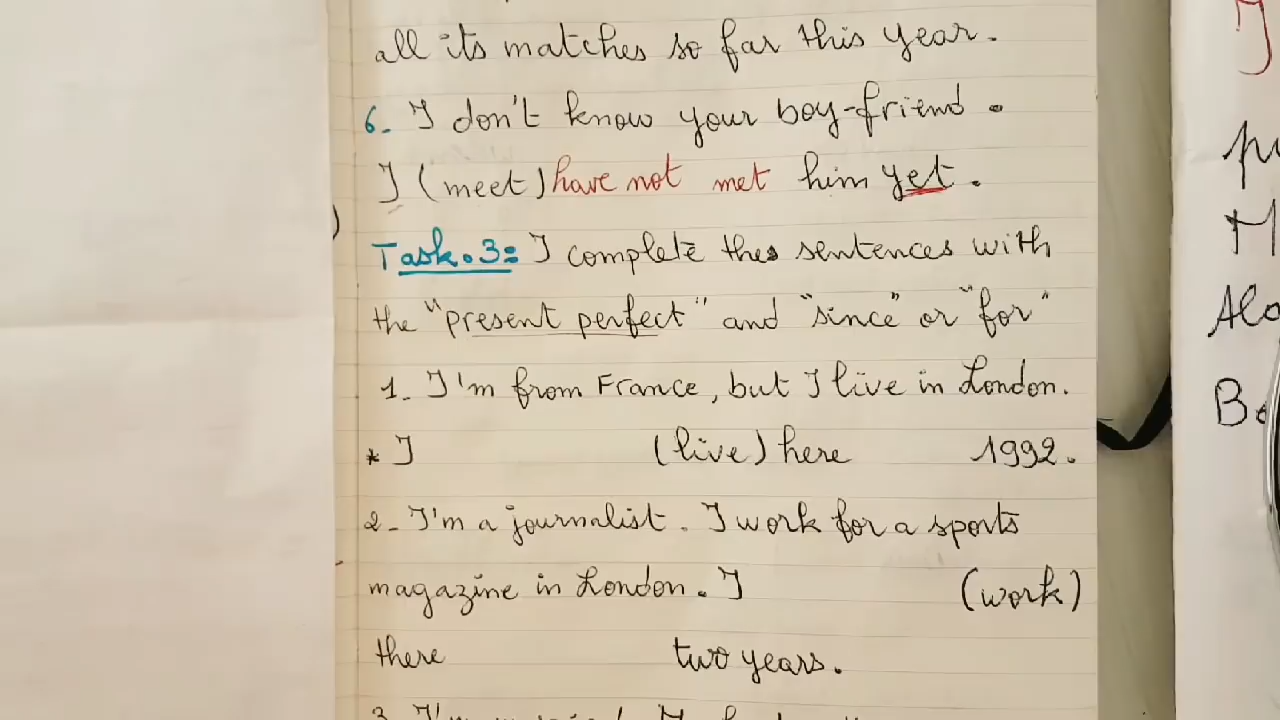 all its matches so far this year.
6. I don't know your boy-friend.
I (meet) have not met him yet.
Task.3: I complete the sentences with
the "present perfect" and "since" or "for"
1. I'm from France, but I live in London.
* I (live) here 1992.
2. I'm a journalist. I work for a sports
magazine in London. I (work)
there two years.
3. I'm